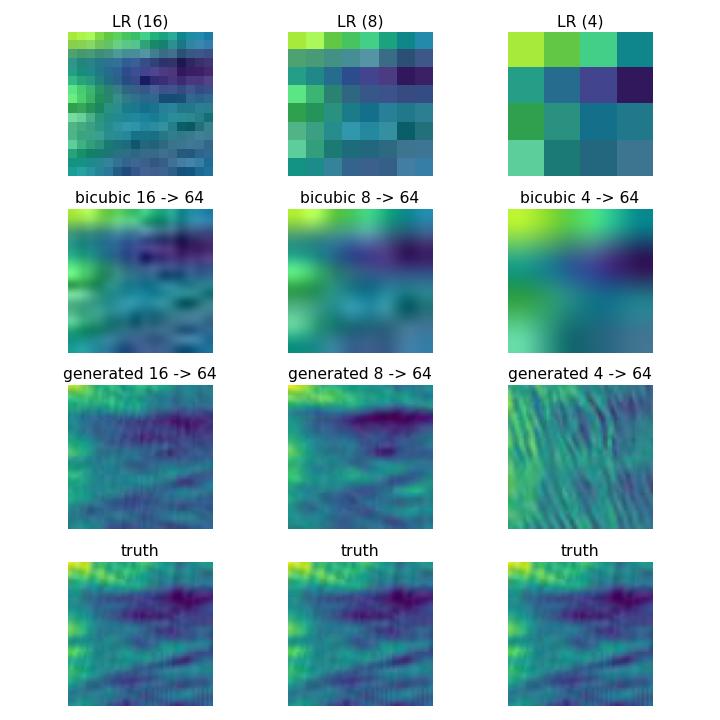 LR (16)
LR (8)
LR (4)
bicubic 16 -> 64
bicubic 8 -> 64
bicubic 4 -> 64
generated 16 -> 64
generated 8 -> 64
generated 4 -> 64
truth
truth
truth